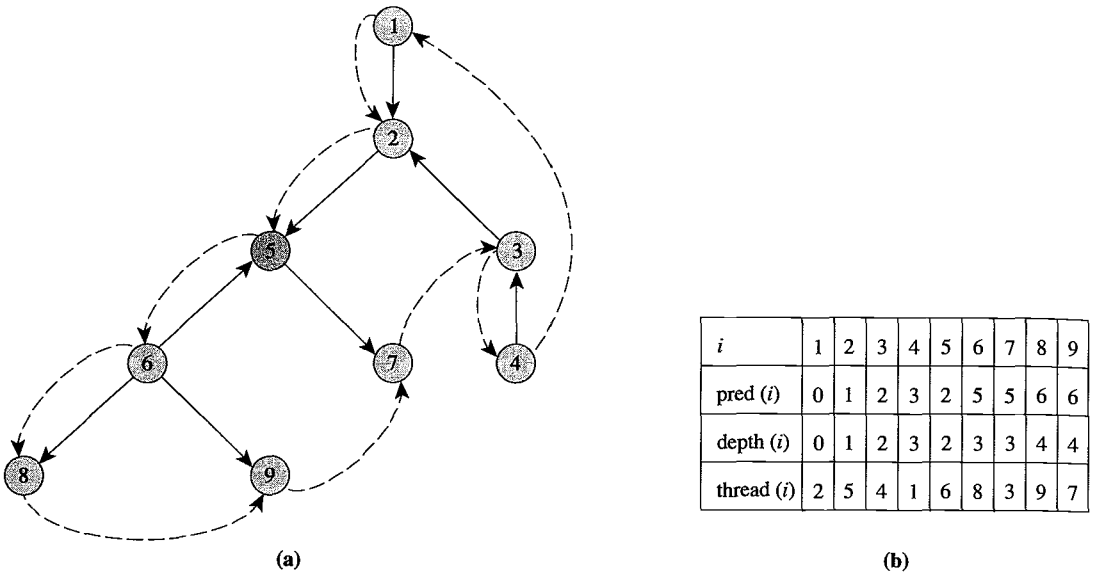 1
2
5
3
6
7
4
8
9
i 1 2 3 4 5 6 7 8 9
pred (i) 0 1 2 3 2 5 5 6 6
depth (i) 0 1 2 3 2 3 3 4 4
thread (i) 2 5 4 1 6 8 3 9 7
(a)
(b)